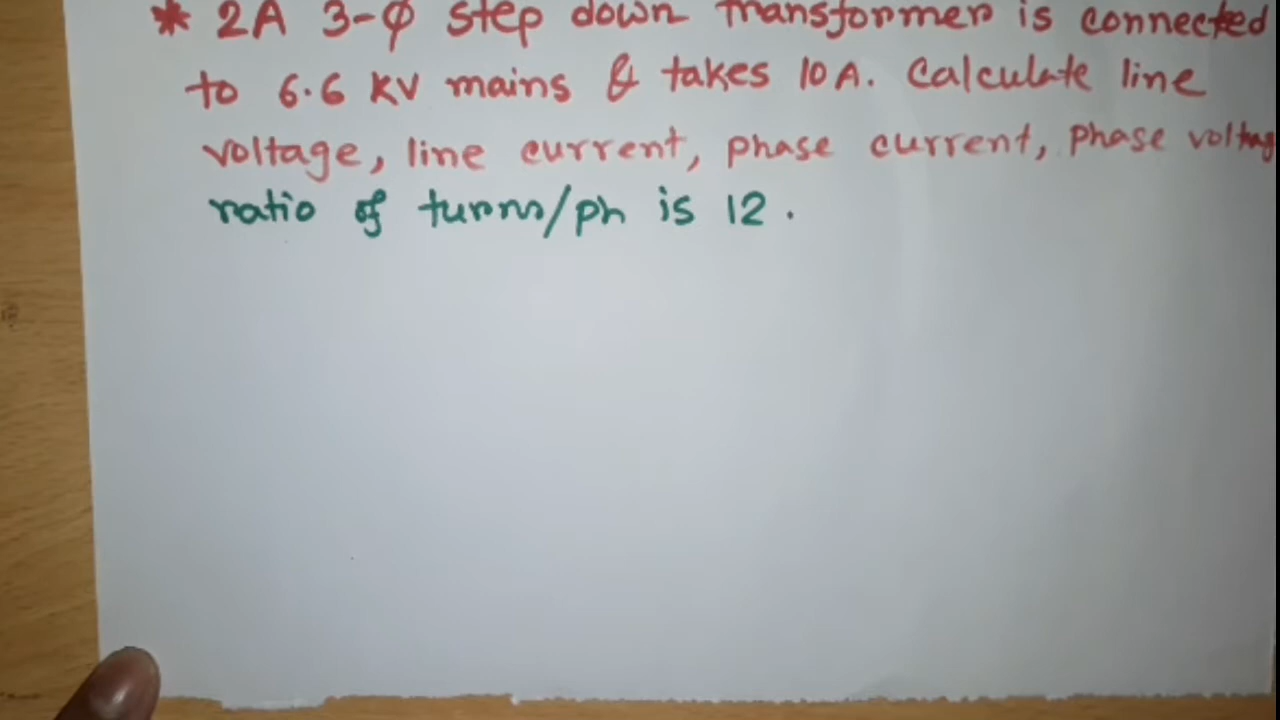 * 2A 3-φ step down transformer is connected
to 6.6 KV mains & takes 10A. Calculate line
voltage, line current, phase current, phase voltag
ratio of turns/ph is 12.